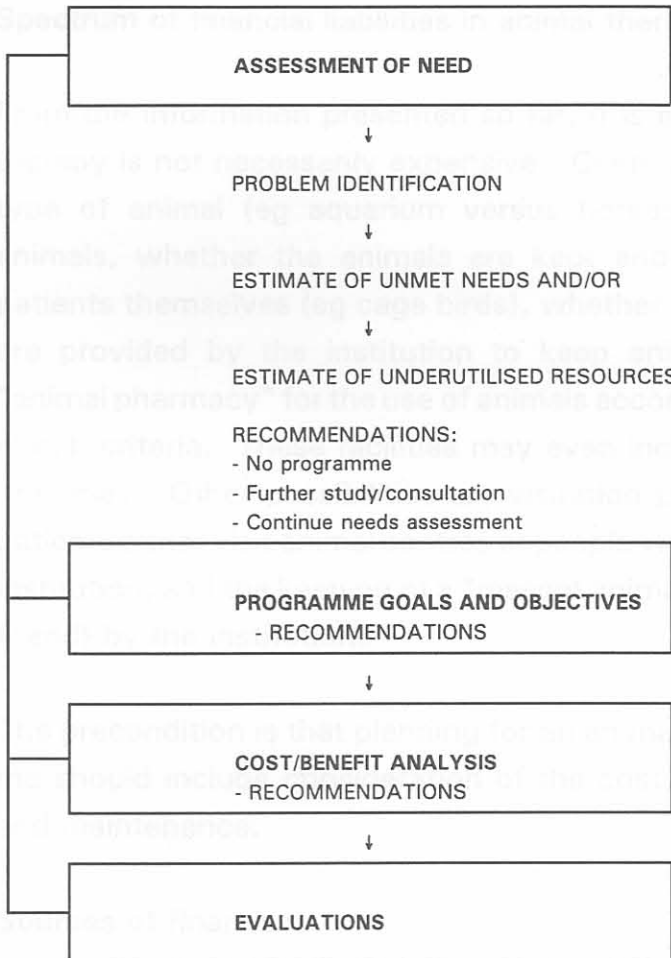 ASSESSMENT OF NEED
↓
PROBLEM IDENTIFICATION
↓
ESTIMATE OF UNMET NEEDS AND/OR
↓
ESTIMATE OF UNDERUTILISED RESOURCES
RECOMMENDATIONS:
- No programme
- Further study/consultation
- Continue needs assessment
PROGRAMME GOALS AND OBJECTIVES
- RECOMMENDATIONS
↓
COST/BENEFIT ANALYSIS
- RECOMMENDATIONS
↓
EVALUATIONS